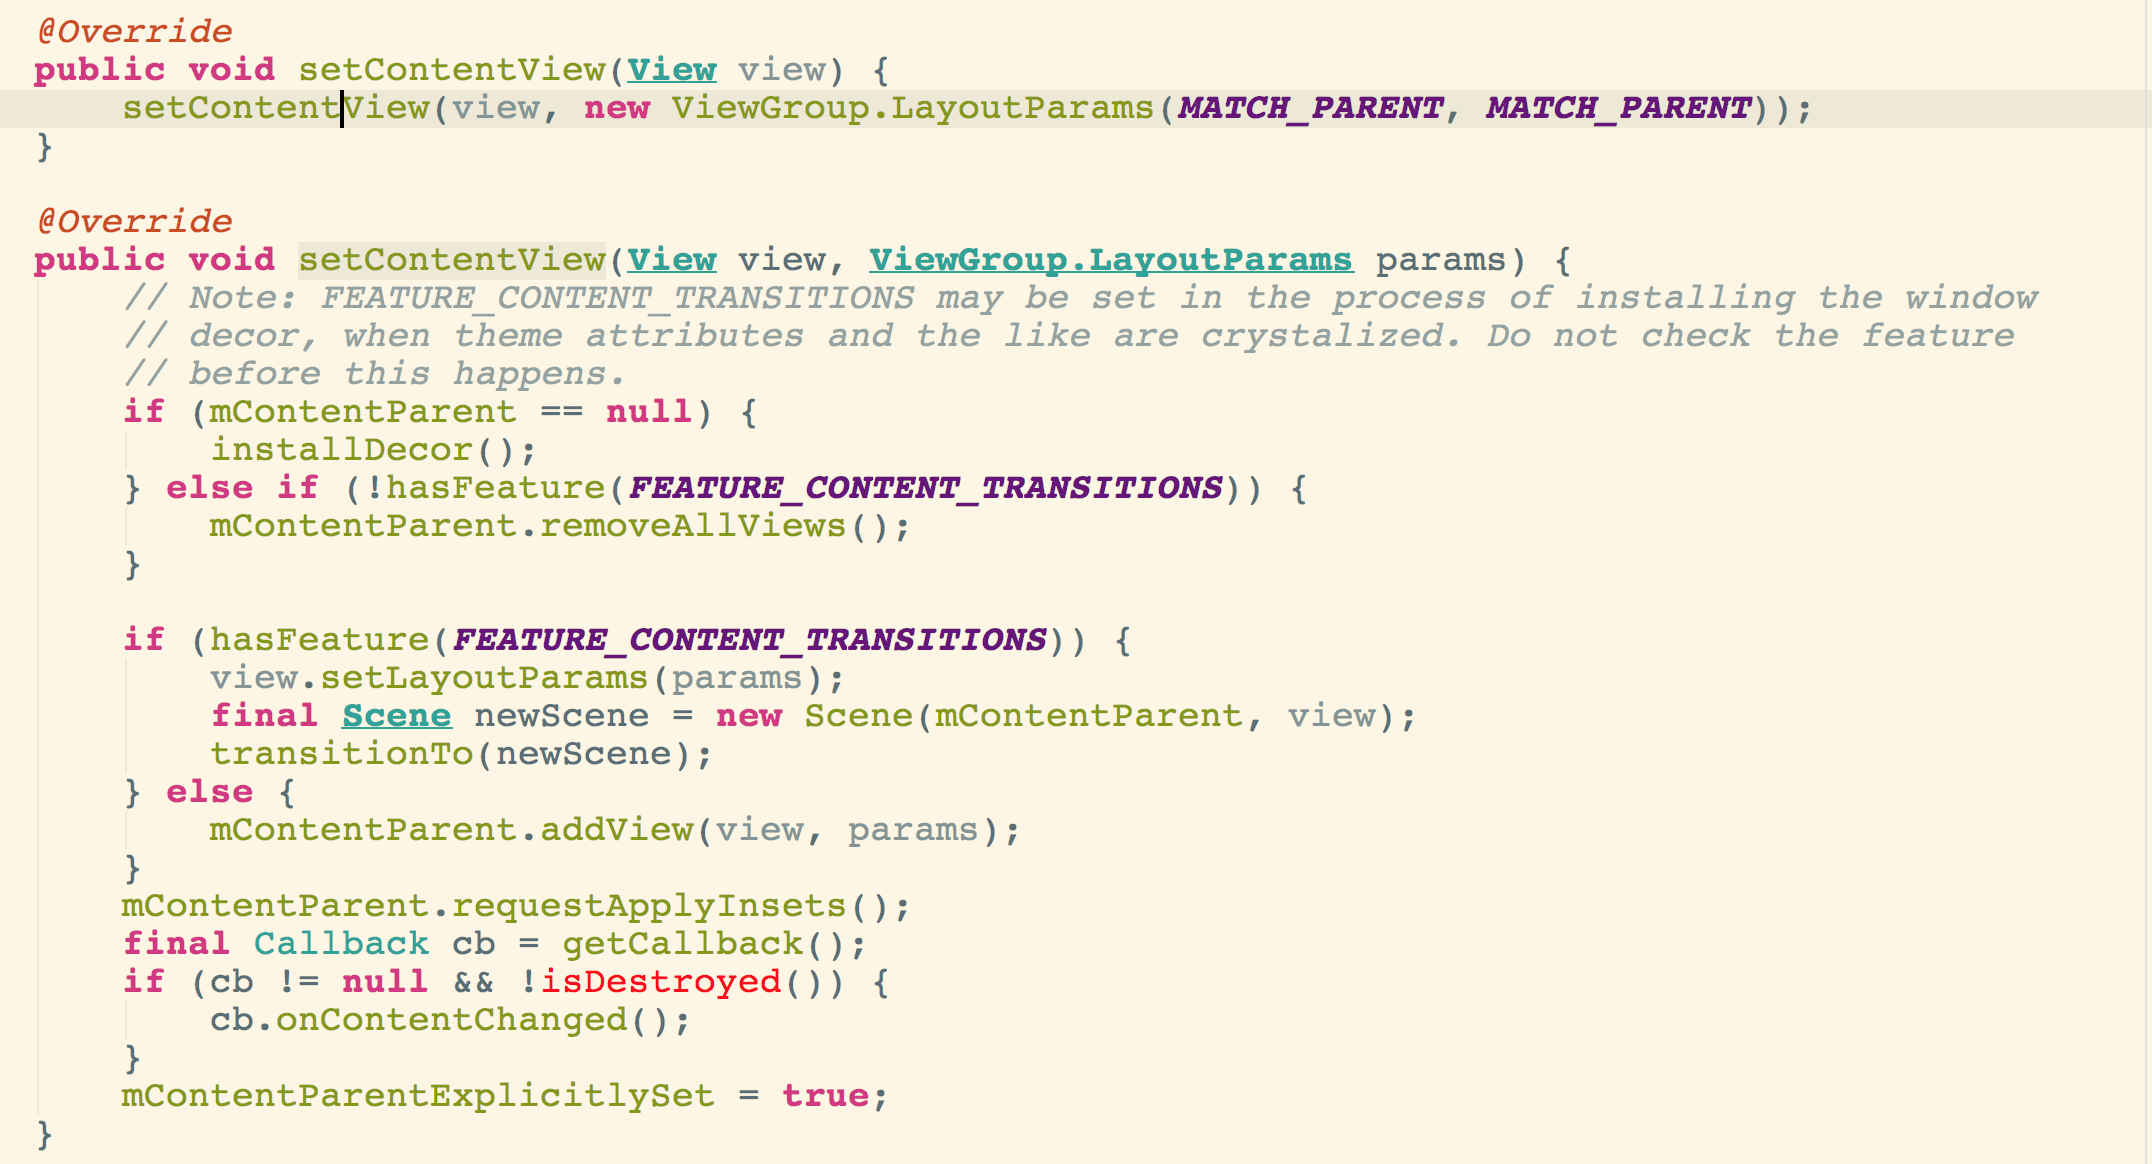 @Override
public void setContentView(View view) {
    setContentView(view, new ViewGroup.LayoutParams(MATCH_PARENT, MATCH_PARENT));
}

@Override
public void setContentView(View view, ViewGroup.LayoutParams params) {
    // Note: FEATURE_CONTENT_TRANSITIONS may be set in the process of installing the window
    // decor, when theme attributes and the like are crystalized. Do not check the feature
    // before this happens.
    if (mContentParent == null) {
        installDecor();
    } else if (!hasFeature(FEATURE_CONTENT_TRANSITIONS)) {
        mContentParent.removeAllViews();
    }

    if (hasFeature(FEATURE_CONTENT_TRANSITIONS)) {
        view.setLayoutParams(params);
        final Scene newScene = new Scene(mContentParent, view);
        transitionTo(newScene);
    } else {
        mContentParent.addView(view, params);
    }
    mContentParent.requestApplyInsets();
    final Callback cb = getCallback();
    if (cb != null && !isDestroyed()) {
        cb.onContentChanged();
    }
    mContentParentExplicitlySet = true;
}